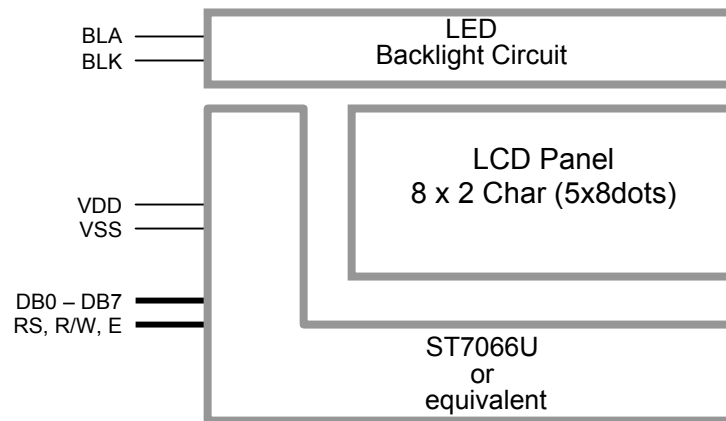 BLA
BLK
LED
Backlight Circuit
LCD Panel
8 x 2 Char (5x8dots)
VDD
VSS
DB0 – DB7
RS, R/W, E
ST7066U
or
equivalent